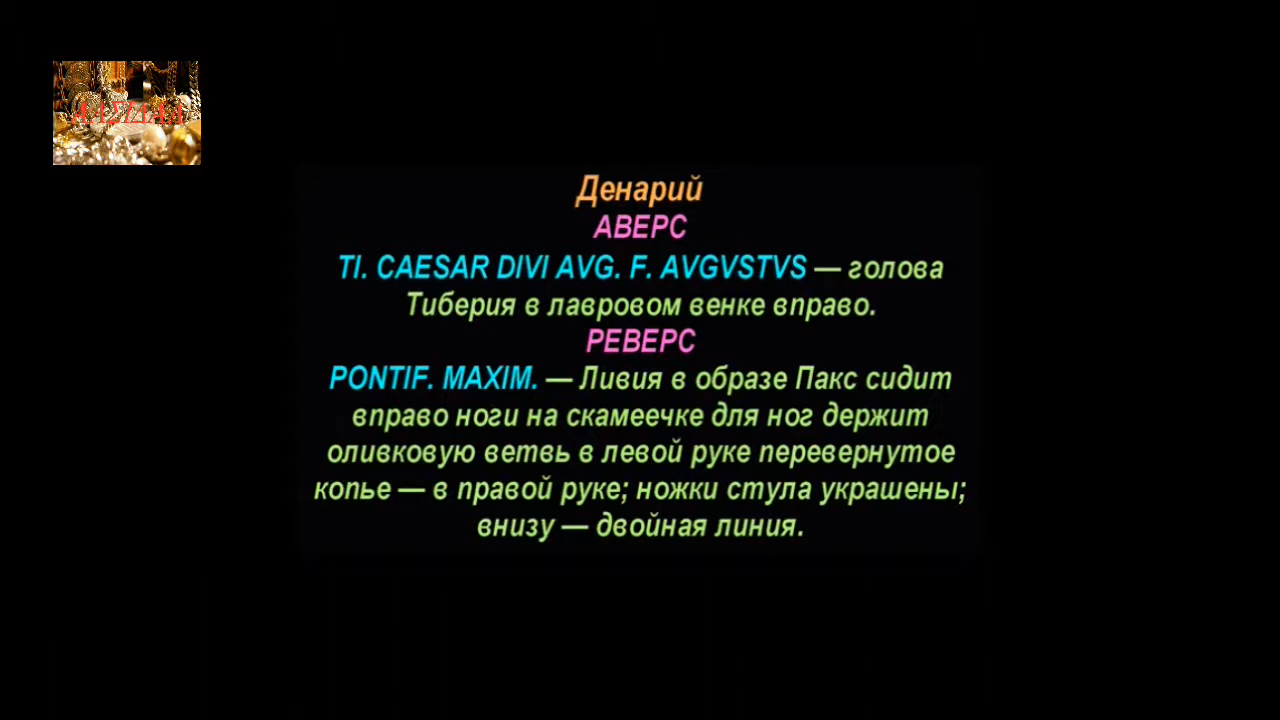 Денарий
АВЕРС
TI. CAESAR DIVI AVG. F. AVGVSTVS — голова
Тиберия в лавровом венке вправо.
РЕВЕРС
PONTIF. MAXIM. — Ливия в образе Пакс сидит
вправо ноги на скамеечке для ног держит
оливковую ветвь в левой руке перевернутое
копье — в правой руке; ножки стула украшены;
внизу — двойная линия.